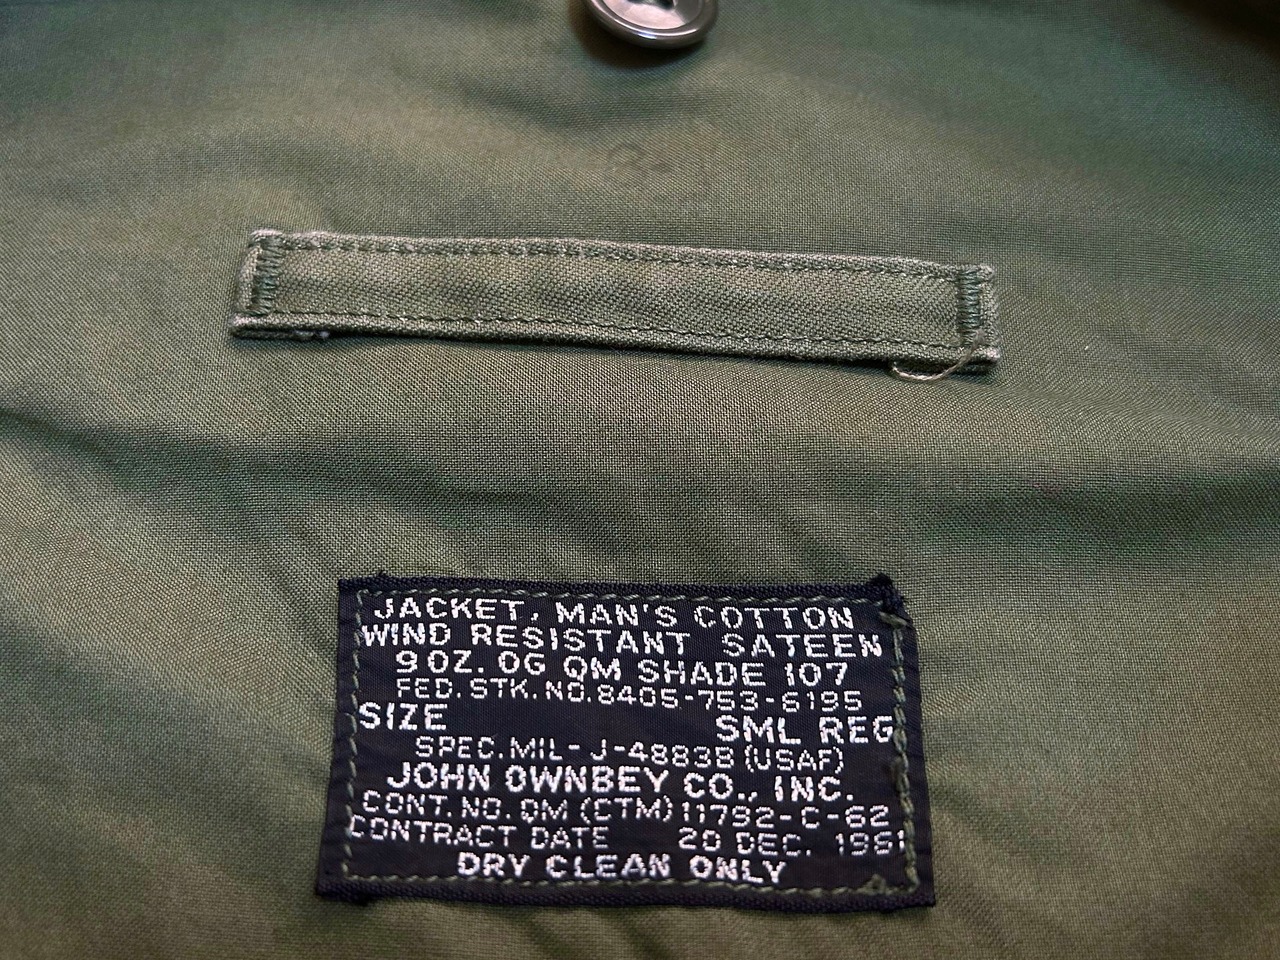 JACKET, MAN'S COTTON
WIND RESISTANT SATEEN
9 OZ. OG QM SHADE 107
FED. STK. NO. 8405-753-6195
SIZE SML REG
SPEC. MIL-J-4883B (USAF)
JOHN OWNBEY CO., INC.
CONT. NO. QM (CTM) 11792-C-62
CONTRACT DATE 20 DEC. 1961
DRY CLEAN ONLY